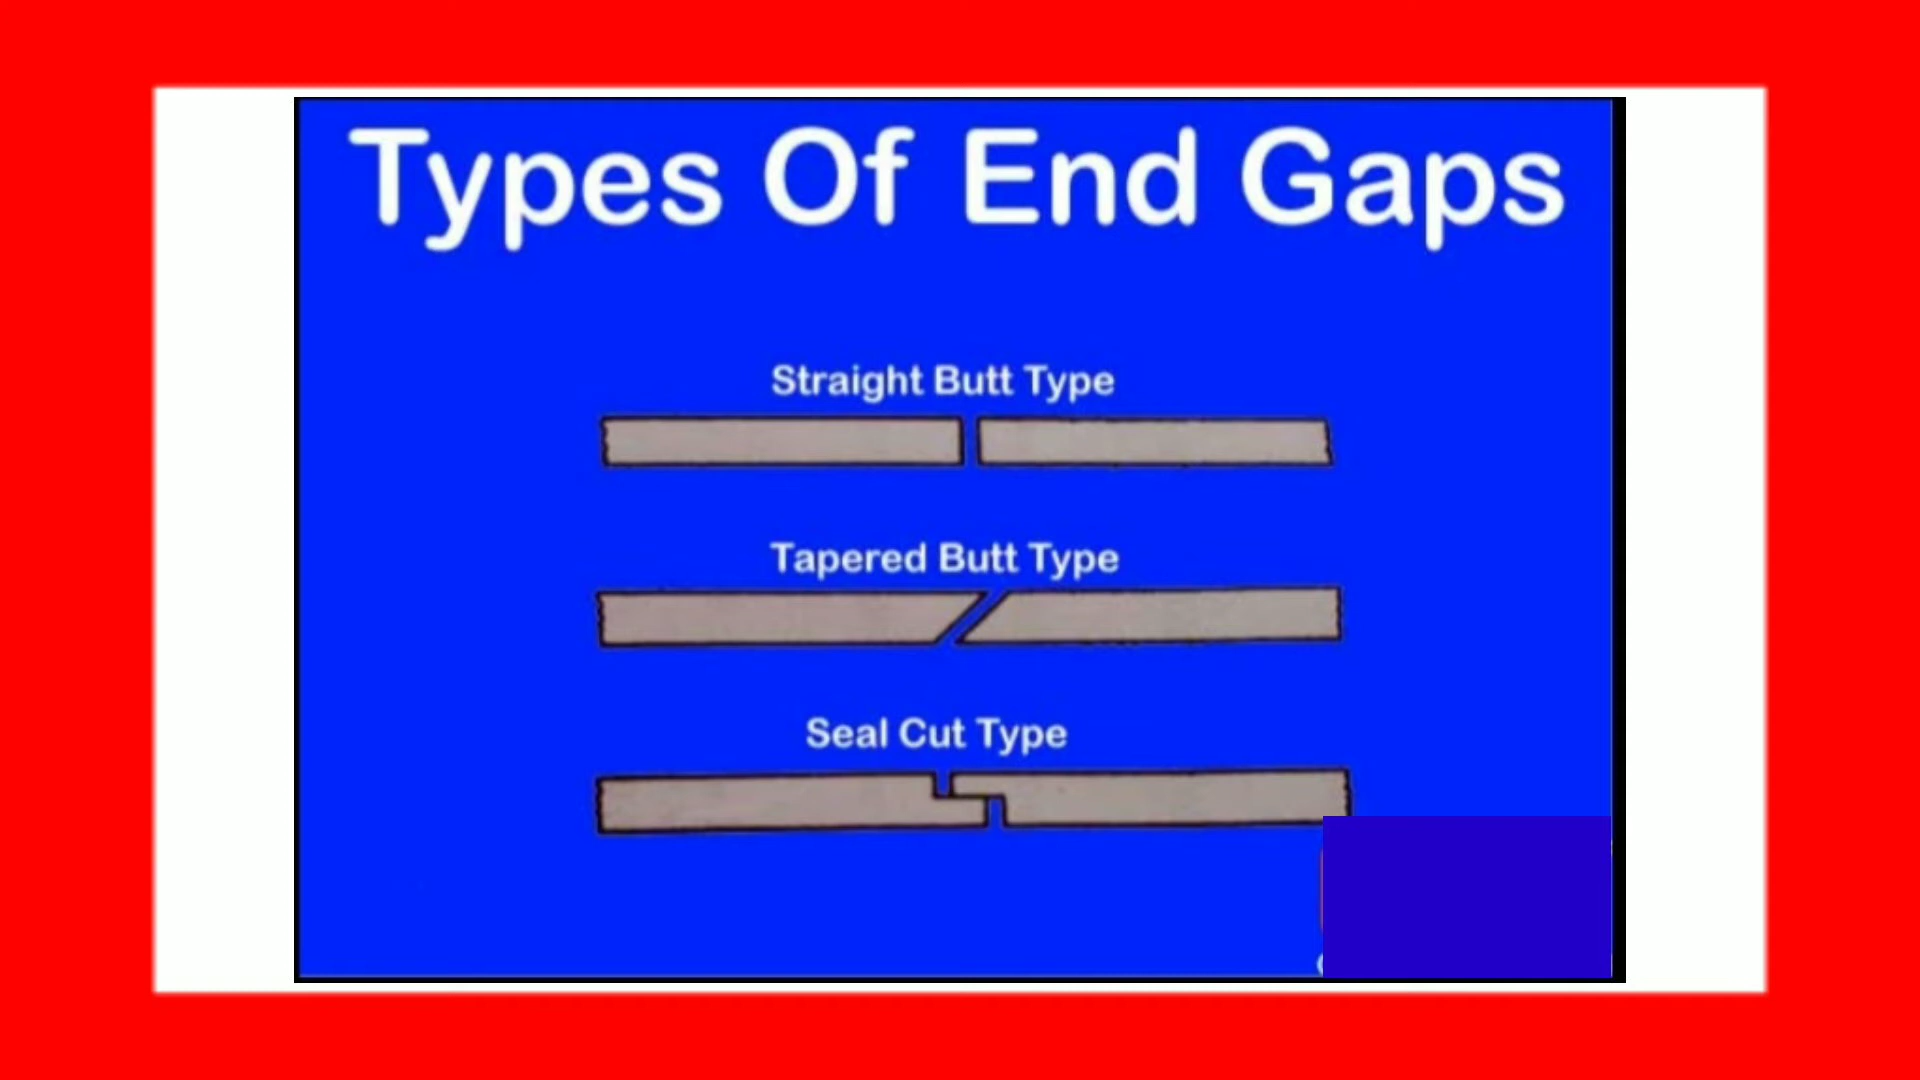 Types Of End Gaps
Straight Butt Type
Tapered Butt Type
Seal Cut Type